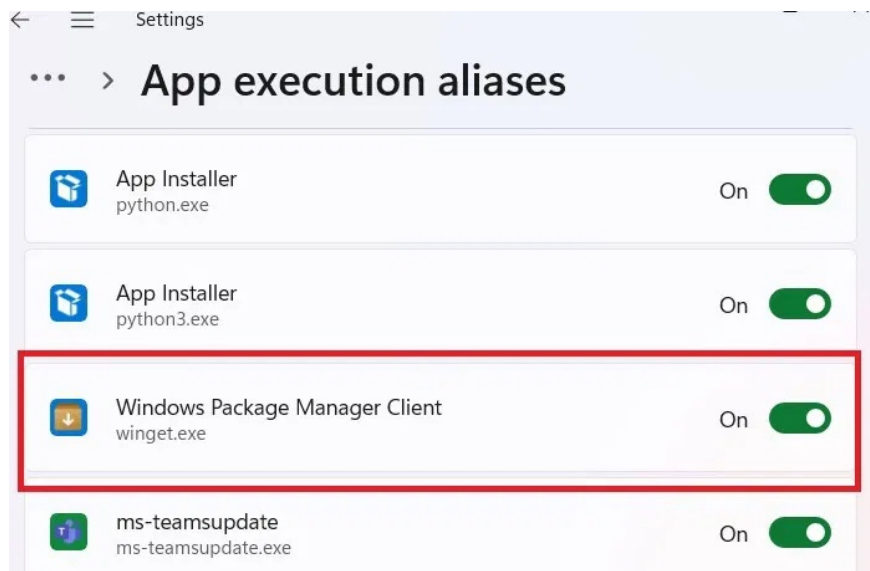 Settings
App execution aliases
App Installer
python.exe
On
App Installer
python3.exe
On
Windows Package Manager Client
winget.exe
On
ms-teamsupdate
ms-teamsupdate.exe
On